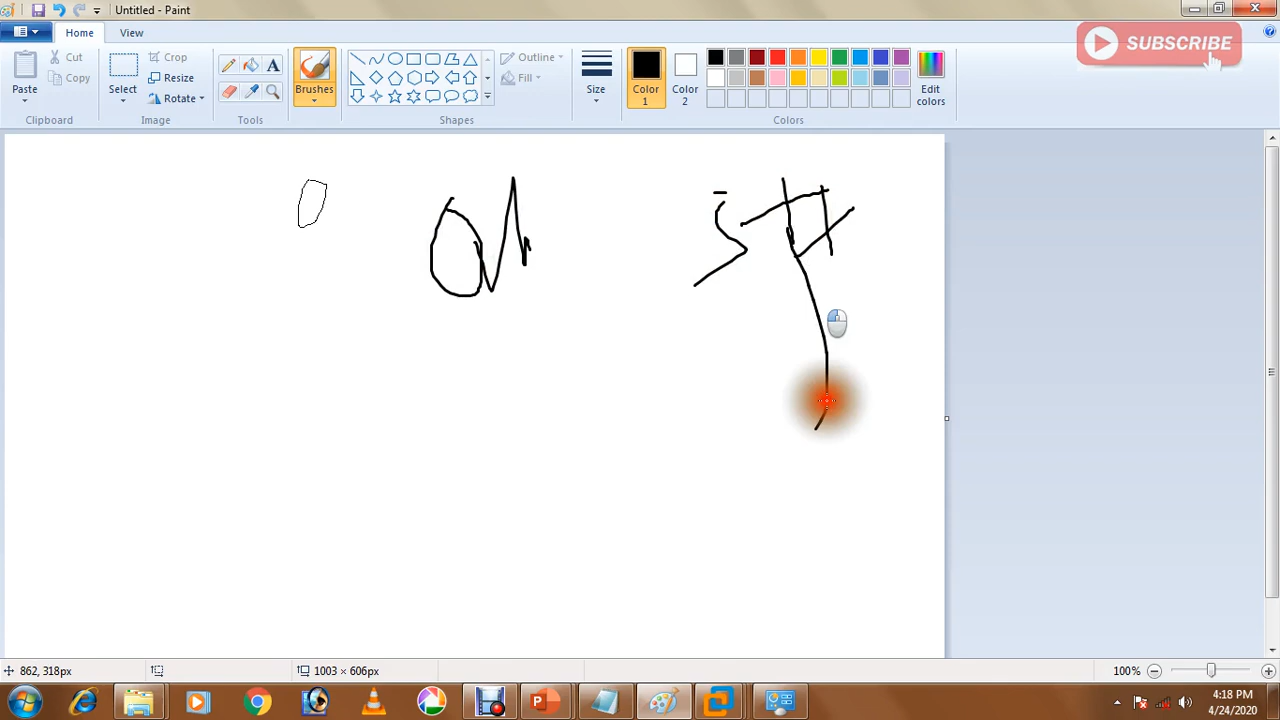 Untitled - Paint
Home
View
SUBSCRIBE
Paste
Cut
Copy
Select
Crop
Resize
Rotate
A
Brushes
Outline
Fill
Size
Color 1
Color 2
Edit colors
Clipboard
Image
Tools
Shapes
Colors
862, 318px
1003 × 606px
100%
4:18 PM
4/24/2020